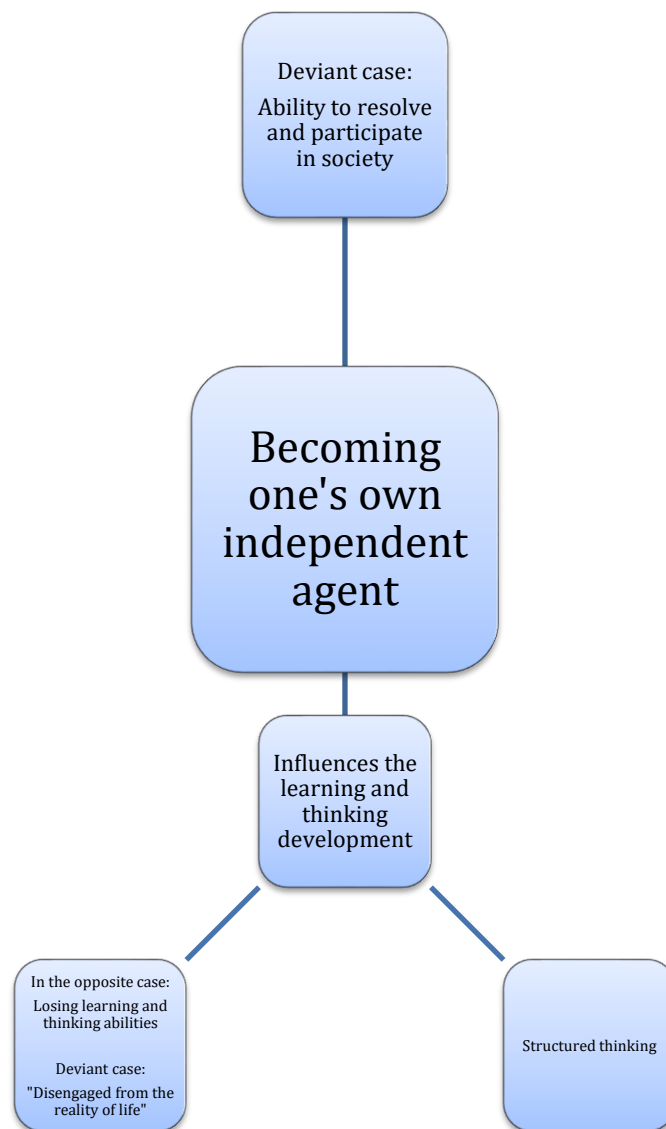 Deviant case:
Ability to resolve
and participate
in society
Becoming
one's own
independent
agent
Influences the
learning and
thinking
development
In the opposite case:
Losing learning and
thinking abilities
Deviant case:
"Disengaged from the
reality of life"
Structured thinking